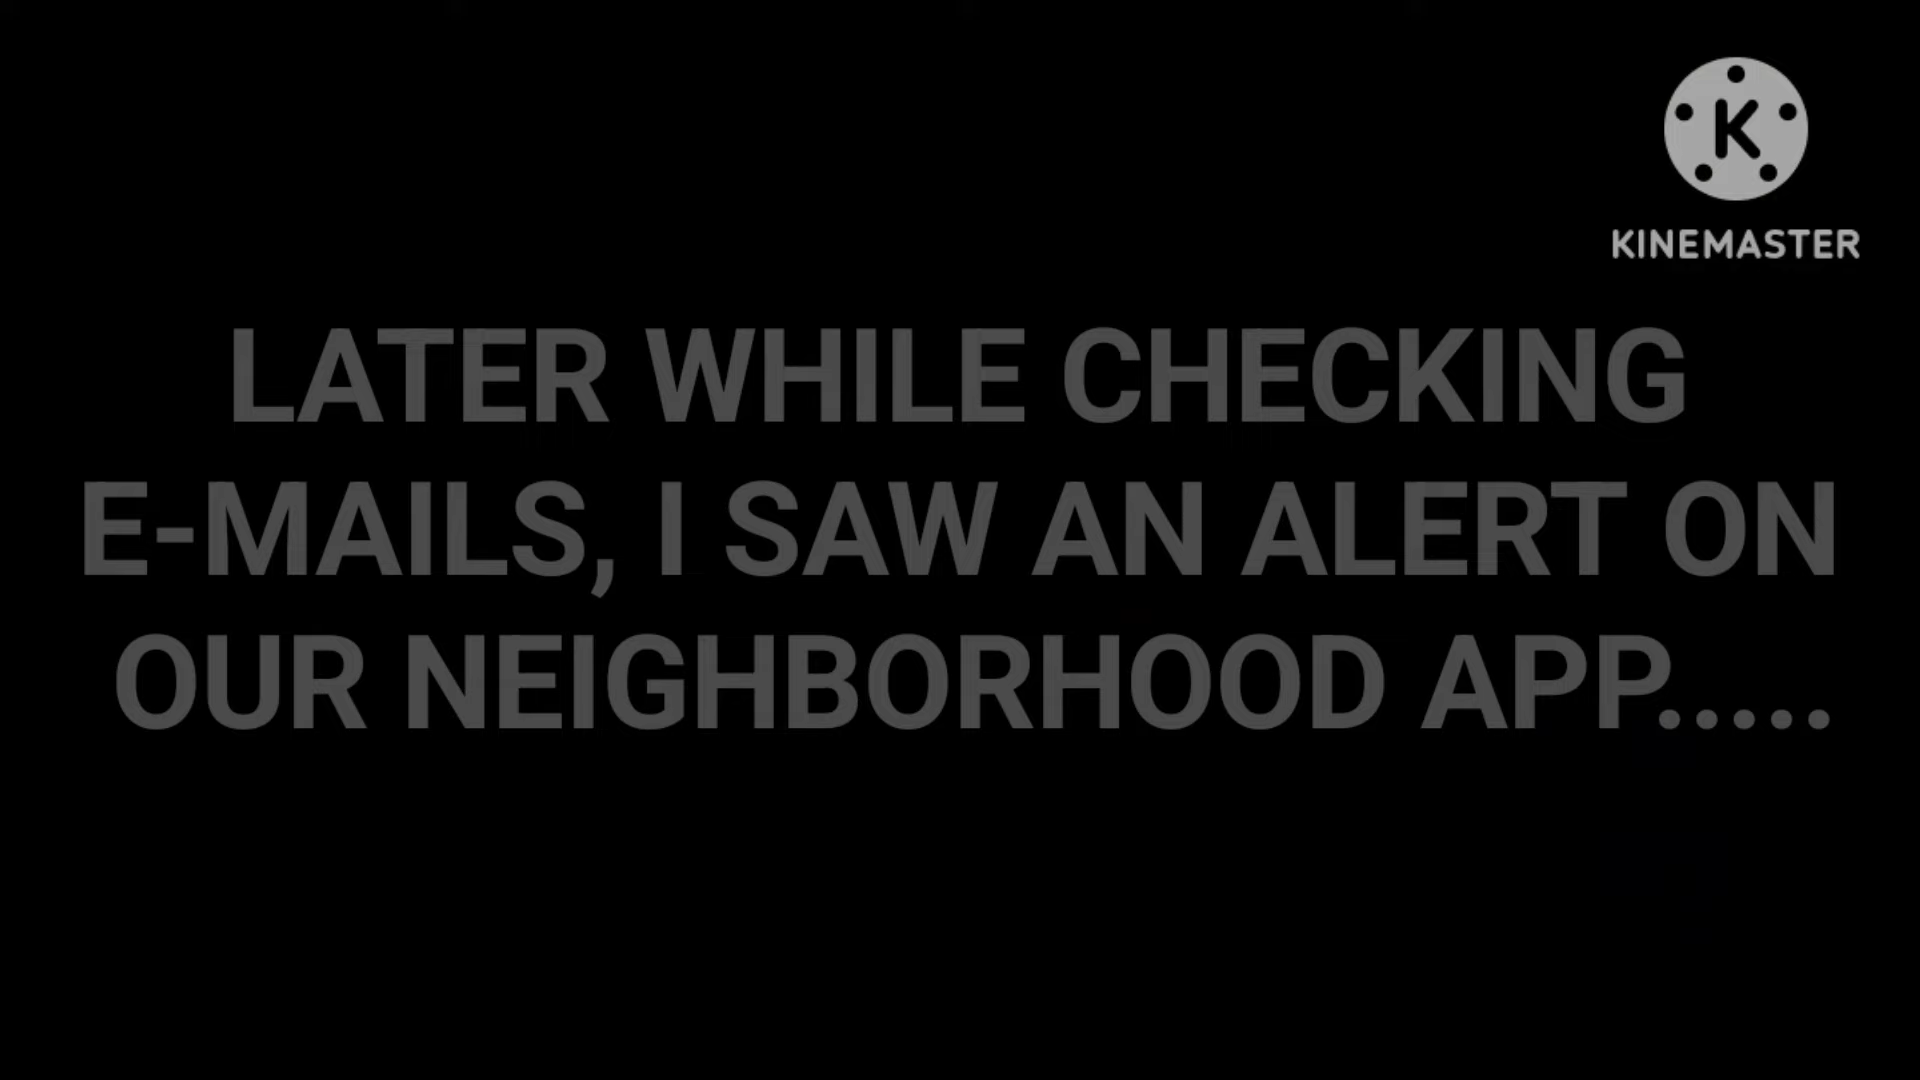 K
KINEMASTER
LATER WHILE CHECKING
E-MAILS, I SAW AN ALERT ON
OUR NEIGHBORHOOD APP.....